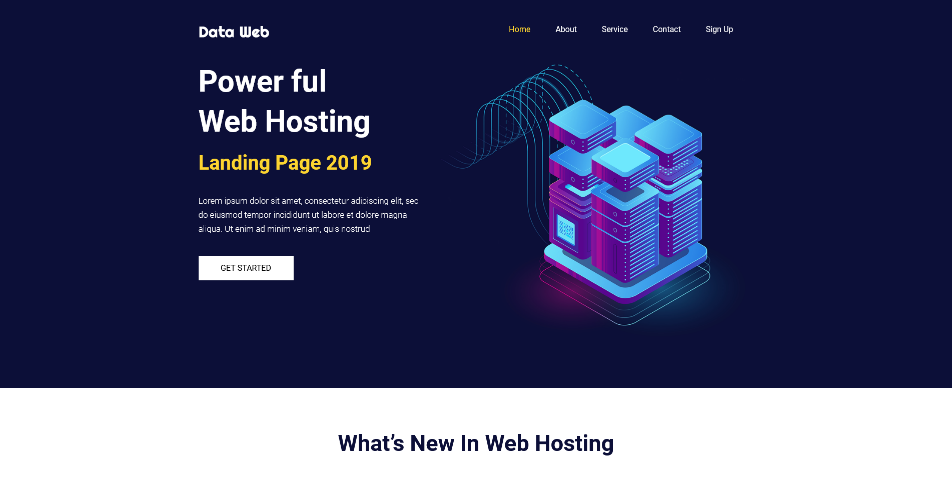 Data Web
Home About Service Contact Sign Up
Power ful
Web Hosting
Landing Page 2019
Lorem ipsum dolor sit amet, consectetur adipiscing elit, sec
do eiusmod tempor incididunt ut labore et dolore magna
aliqua. Ut enim ad minim veniam, quis nostrud
GET STARTED
What's New In Web Hosting